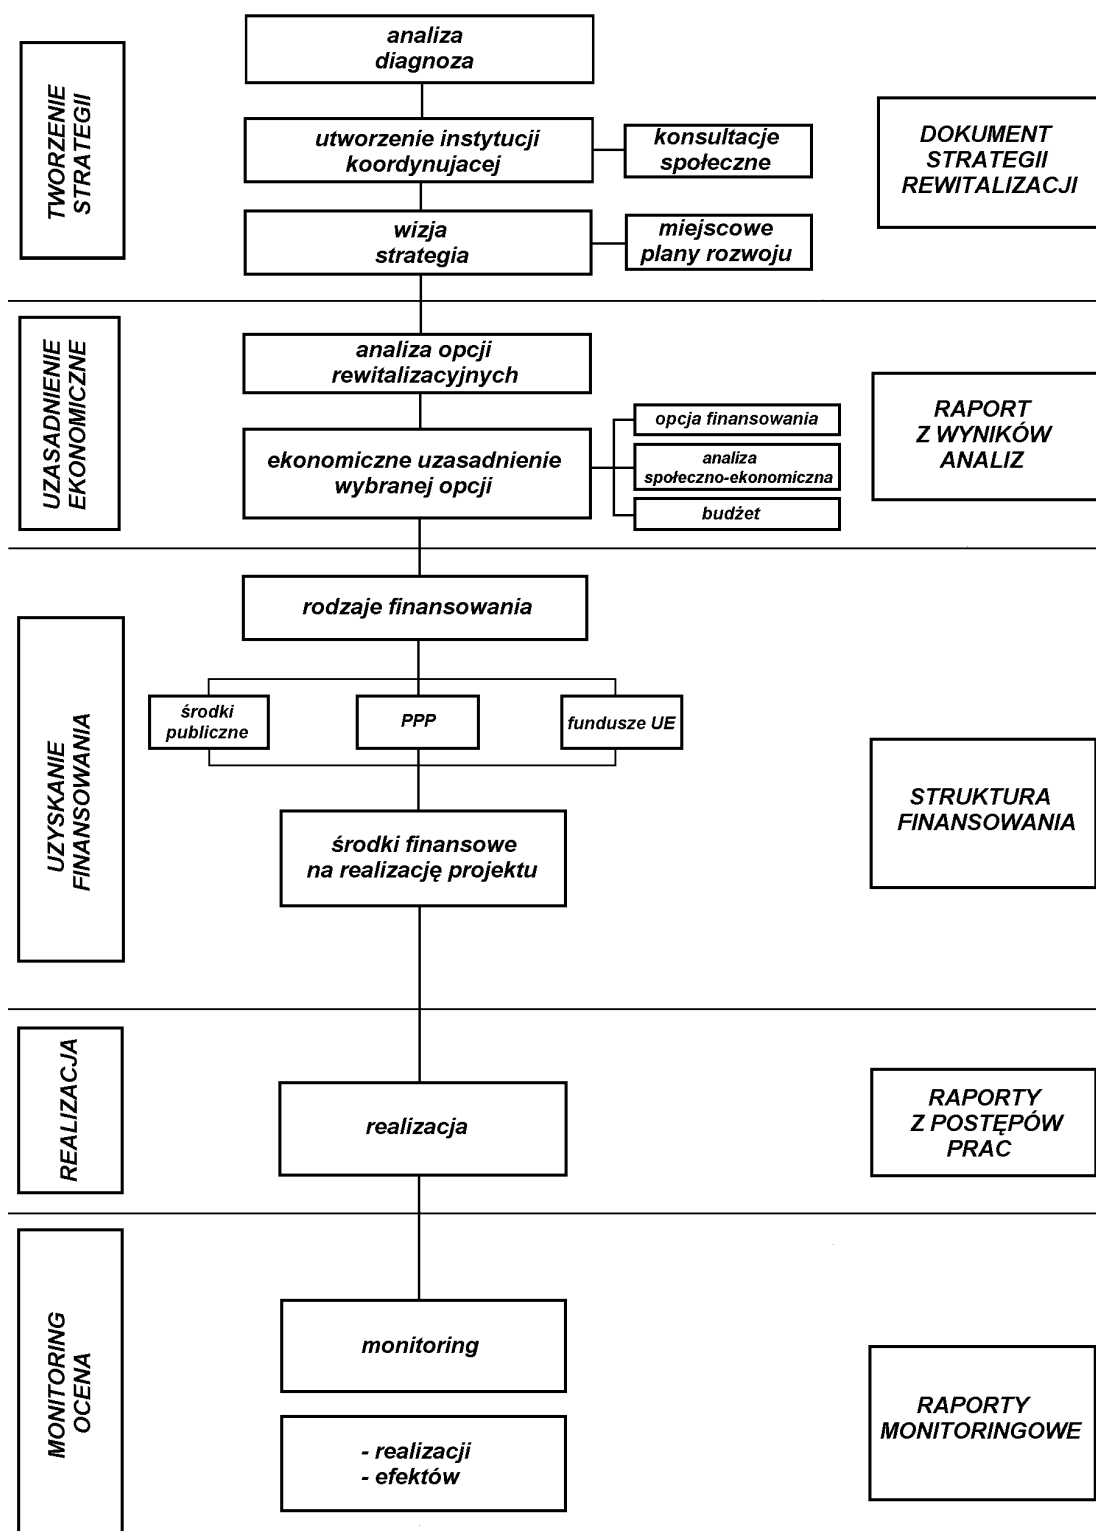 TWORZENIE
STRATEGII
analiza
diagnoza
utworzenie instytucji
koordynujacej
konsultacje
społeczne
wizja
strategia
miejscowe
plany rozwoju
DOKUMENT
STRATEGII
REWITALIZACJI
UZASADNIENIE
EKONOMICZNE
analiza opcji
rewitalizacyjnych
ekonomiczne uzasadnienie
wybranej opcji
opcja finansowania
analiza
społeczno-ekonomiczna
budżet
RAPORT
Z WYNIKÓW
ANALIZ
UZYSKANIE
FINANSOWANIA
rodzaje finansowania
środki
publiczne
PPP
fundusze UE
środki finansowe
na realizację projektu
STRUKTURA
FINANSOWANIA
REALIZACJA
realizacja
RAPORTY
Z POSTĘPÓW
PRAC
MONITORING
OCENA
monitoring
- realizacji
- efektów
RAPORTY
MONITORINGOWE